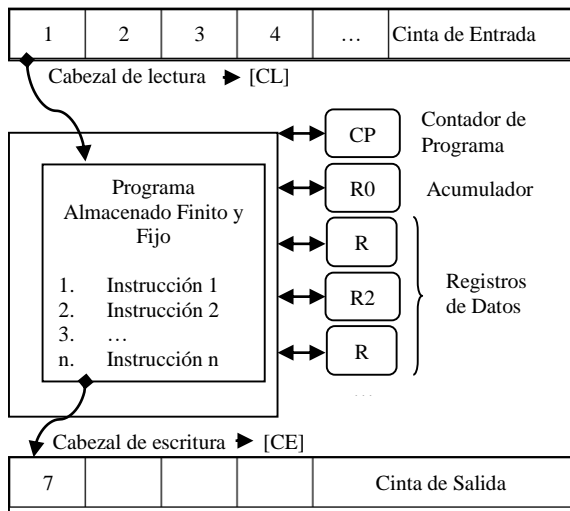 1 2 3 4 … Cinta de Entrada
Cabezal de lectura [CL]
CP
Contador de
Programa
R0
Acumulador
Programa
Almacenado Finito y
Fijo
1. Instrucción 1
2. Instrucción 2
3. …
n. Instrucción n
R
R2
R
Registros
de Datos
…
Cabezal de escritura [CE]
7 Cinta de Salida